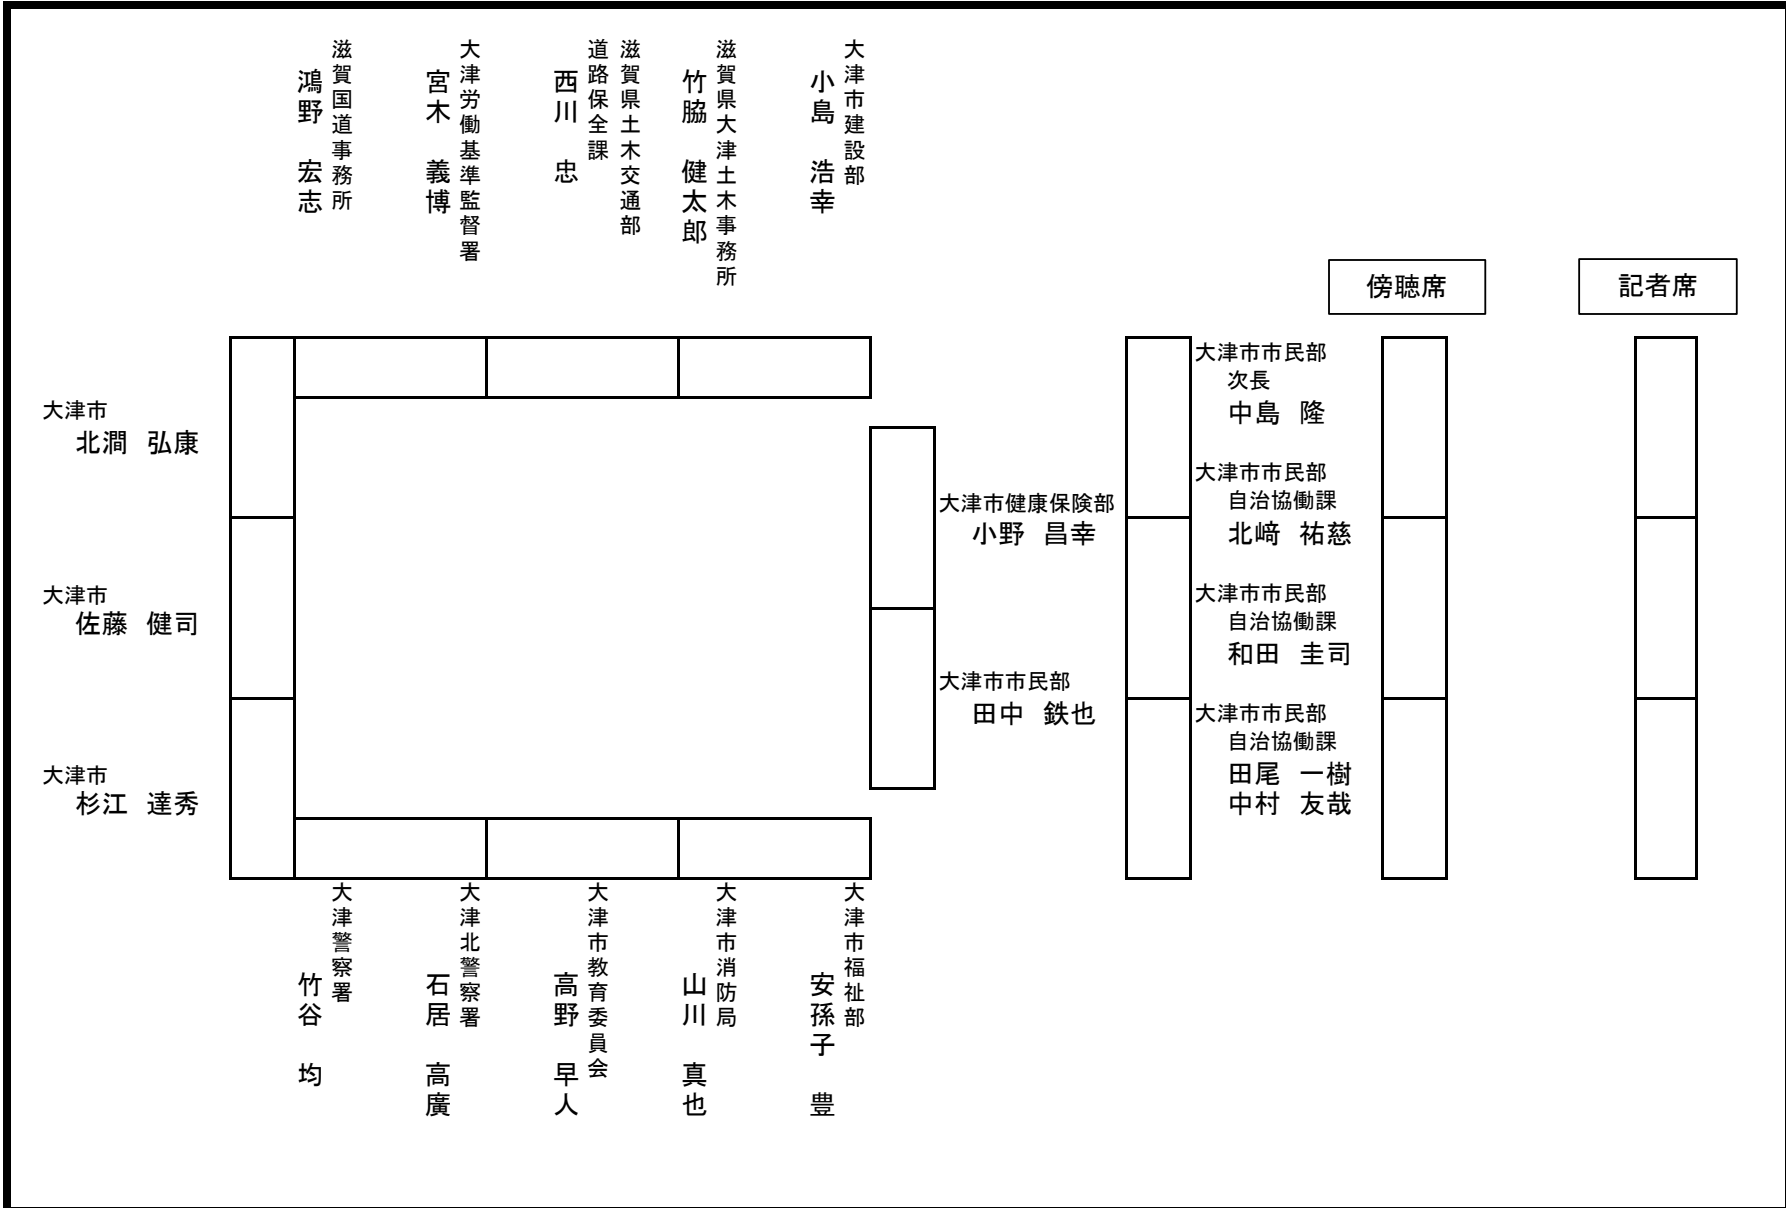 滋賀国道事務所
鴻野　宏志
大津労働基準監督署
宮木　義博
滋賀県土木交通部
道路保全課
西川　忠
滋賀県大津土木事務所
竹脇　健太郎
大津市建設部
小島　浩幸
傍聴席
記者席
大津市
北澗　弘康
大津市
佐藤　健司
大津市
杉江　達秀
大津市健康保険部
小野　昌幸
大津市市民部
田中　鉄也
大津市市民部
次長
中島　隆
大津市市民部
自治協働課
北﨑　祐慈
大津市市民部
自治協働課
和田　圭司
大津市市民部
自治協働課
田尾　一樹
中村　友哉
大津警察署
竹谷　均
大津北警察署
石居　高廣
大津市教育委員会
高野　早人
大津市消防局
山川　真也
大津市福祉部
安孫子　豊